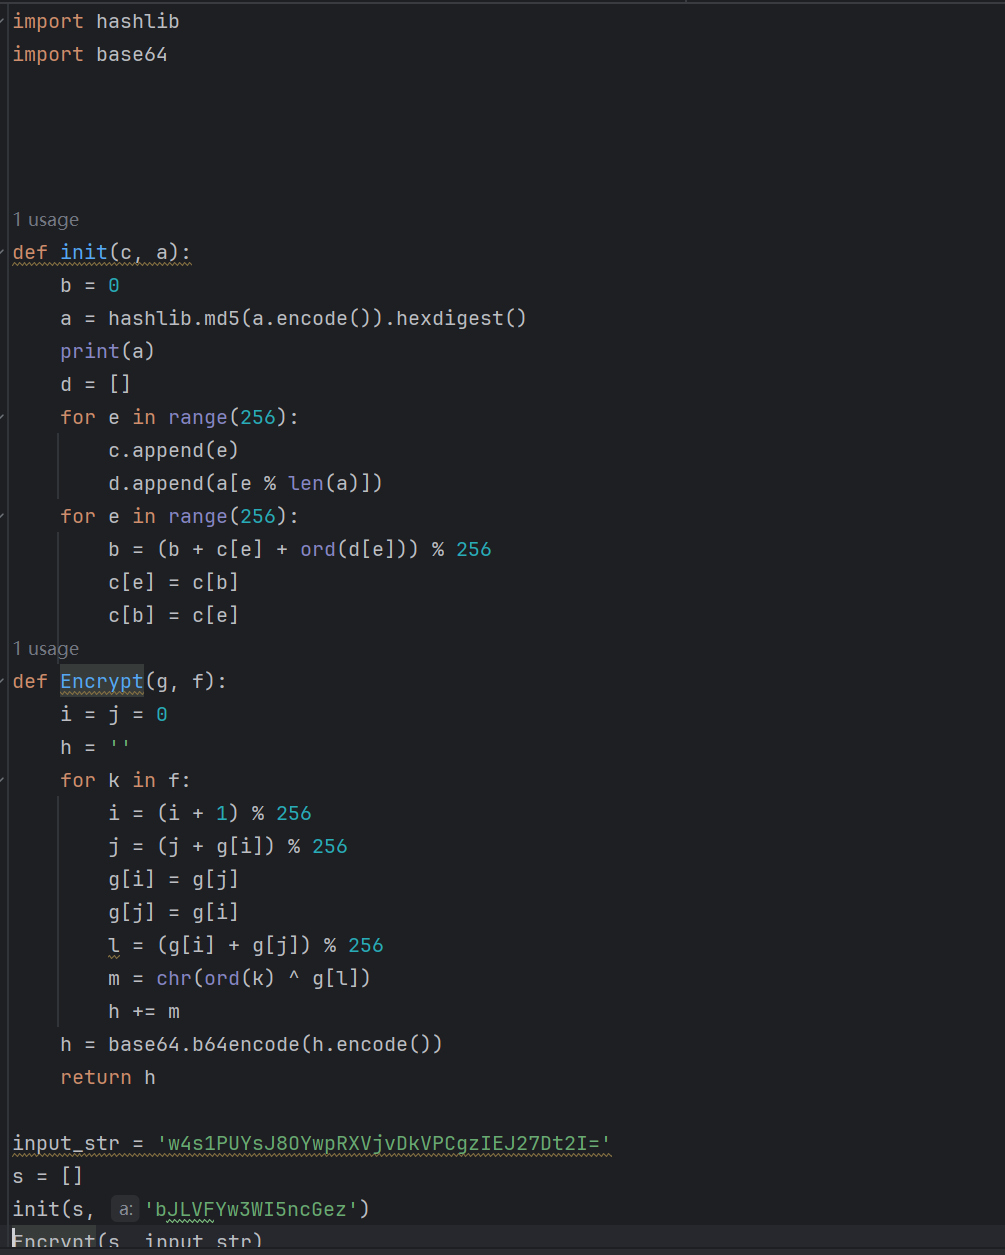 import hashlib
import base64
1 usage
def init(c, a):
b = 0
a = hashlib.md5(a.encode()).hexdigest()
print(a)
d = []
for e in range(256):
c.append(e)
d.append(a[e % len(a)])
for e in range(256):
b = (b + c[e] + ord(d[e])) % 256
c[e] = c[b]
c[b] = c[e]
1 usage
def Encrypt(g, f):
i = j = 0
h = ''
for k in f:
i = (i + 1) % 256
j = (j + g[i]) % 256
g[i] = g[j]
g[j] = g[i]
l = (g[i] + g[j]) % 256
m = chr(ord(k) ^ g[l])
h += m
h = base64.b64encode(h.encode())
return h
input_str = 'w4s1PUYsJ8OYwpRXVjvDkVPCgzIEJ27Dt2I='
s = []
init(s, a: 'bJLVFYw3WI5ncGez')
Encrypt(s, input_str)